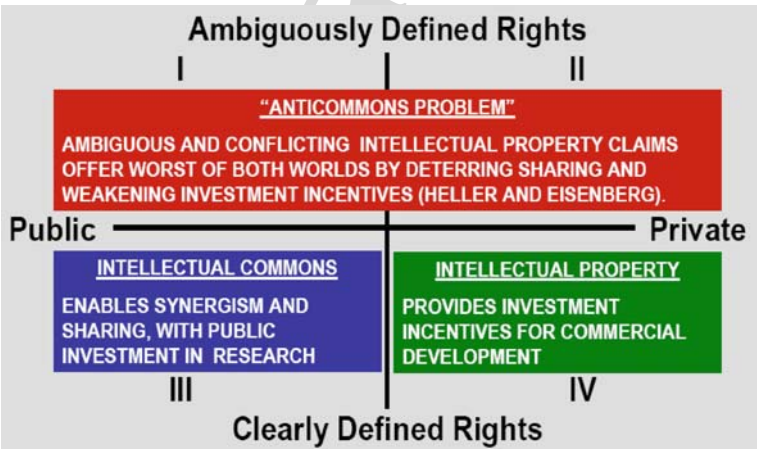 Ambiguously Defined Rights
I II
“ANTICOMMONS PROBLEM”
AMBIGUOUS AND CONFLICTING INTELLECTUAL PROPERTY CLAIMS
OFFER WORST OF BOTH WORLDS BY DETERRING SHARING AND
WEAKENING INVESTMENT INCENTIVES (HELLER AND EISENBERG).
Public Private
INTELLECTUAL COMMONS
ENABLES SYNERGISM AND
SHARING, WITH PUBLIC
INVESTMENT IN RESEARCH
INTELLECTUAL PROPERTY
PROVIDES INVESTMENT
INCENTIVES FOR COMMERCIAL
DEVELOPMENT
III IV
Clearly Defined Rights